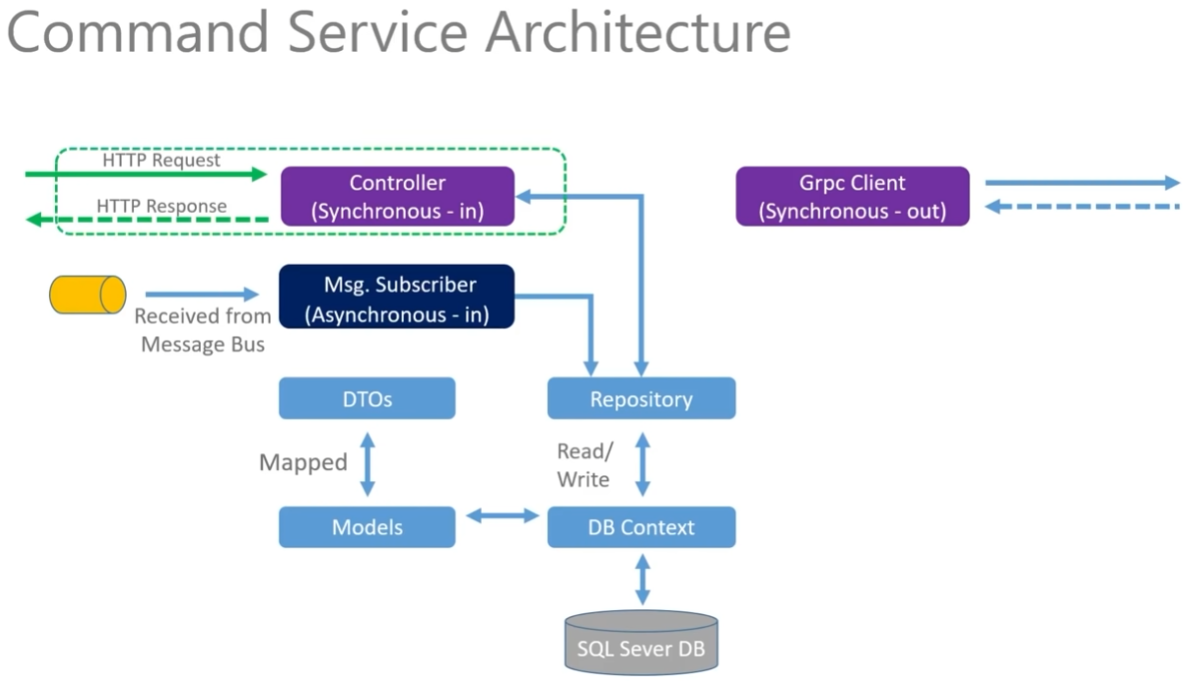 Command Service Architecture
HTTP Request
HTTP Response
Controller
(Synchronous - in)
Grpc Client
(Synchronous - out)
Msg. Subscriber
(Asynchronous - in)
Received from
Message Bus
DTOs
Repository
Mapped
Read/
Write
Models
DB Context
SQL Sever DB